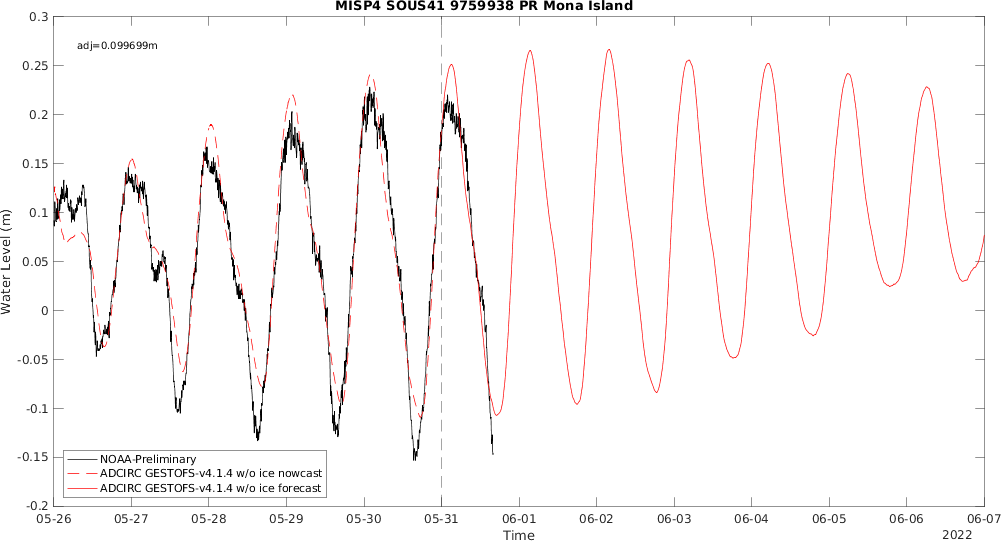 MISP4 SOUS41 9759938 PR Mona Island
adj=0.099699m
0.3
0.25
0.2
0.15
0.1
0.05
0
-0.05
-0.1
-0.15
-0.2
Water Level (m)
NOAA-Preliminary
ADCIRC GESTOFS-v4.1.4 w/o ice nowcast
ADCIRC GESTOFS-v4.1.4 w/o ice forecast
05-26 05-27 05-28 05-29 05-30 05-31 06-01 06-02 06-03 06-04 06-05 06-06 06-07
Time
2022